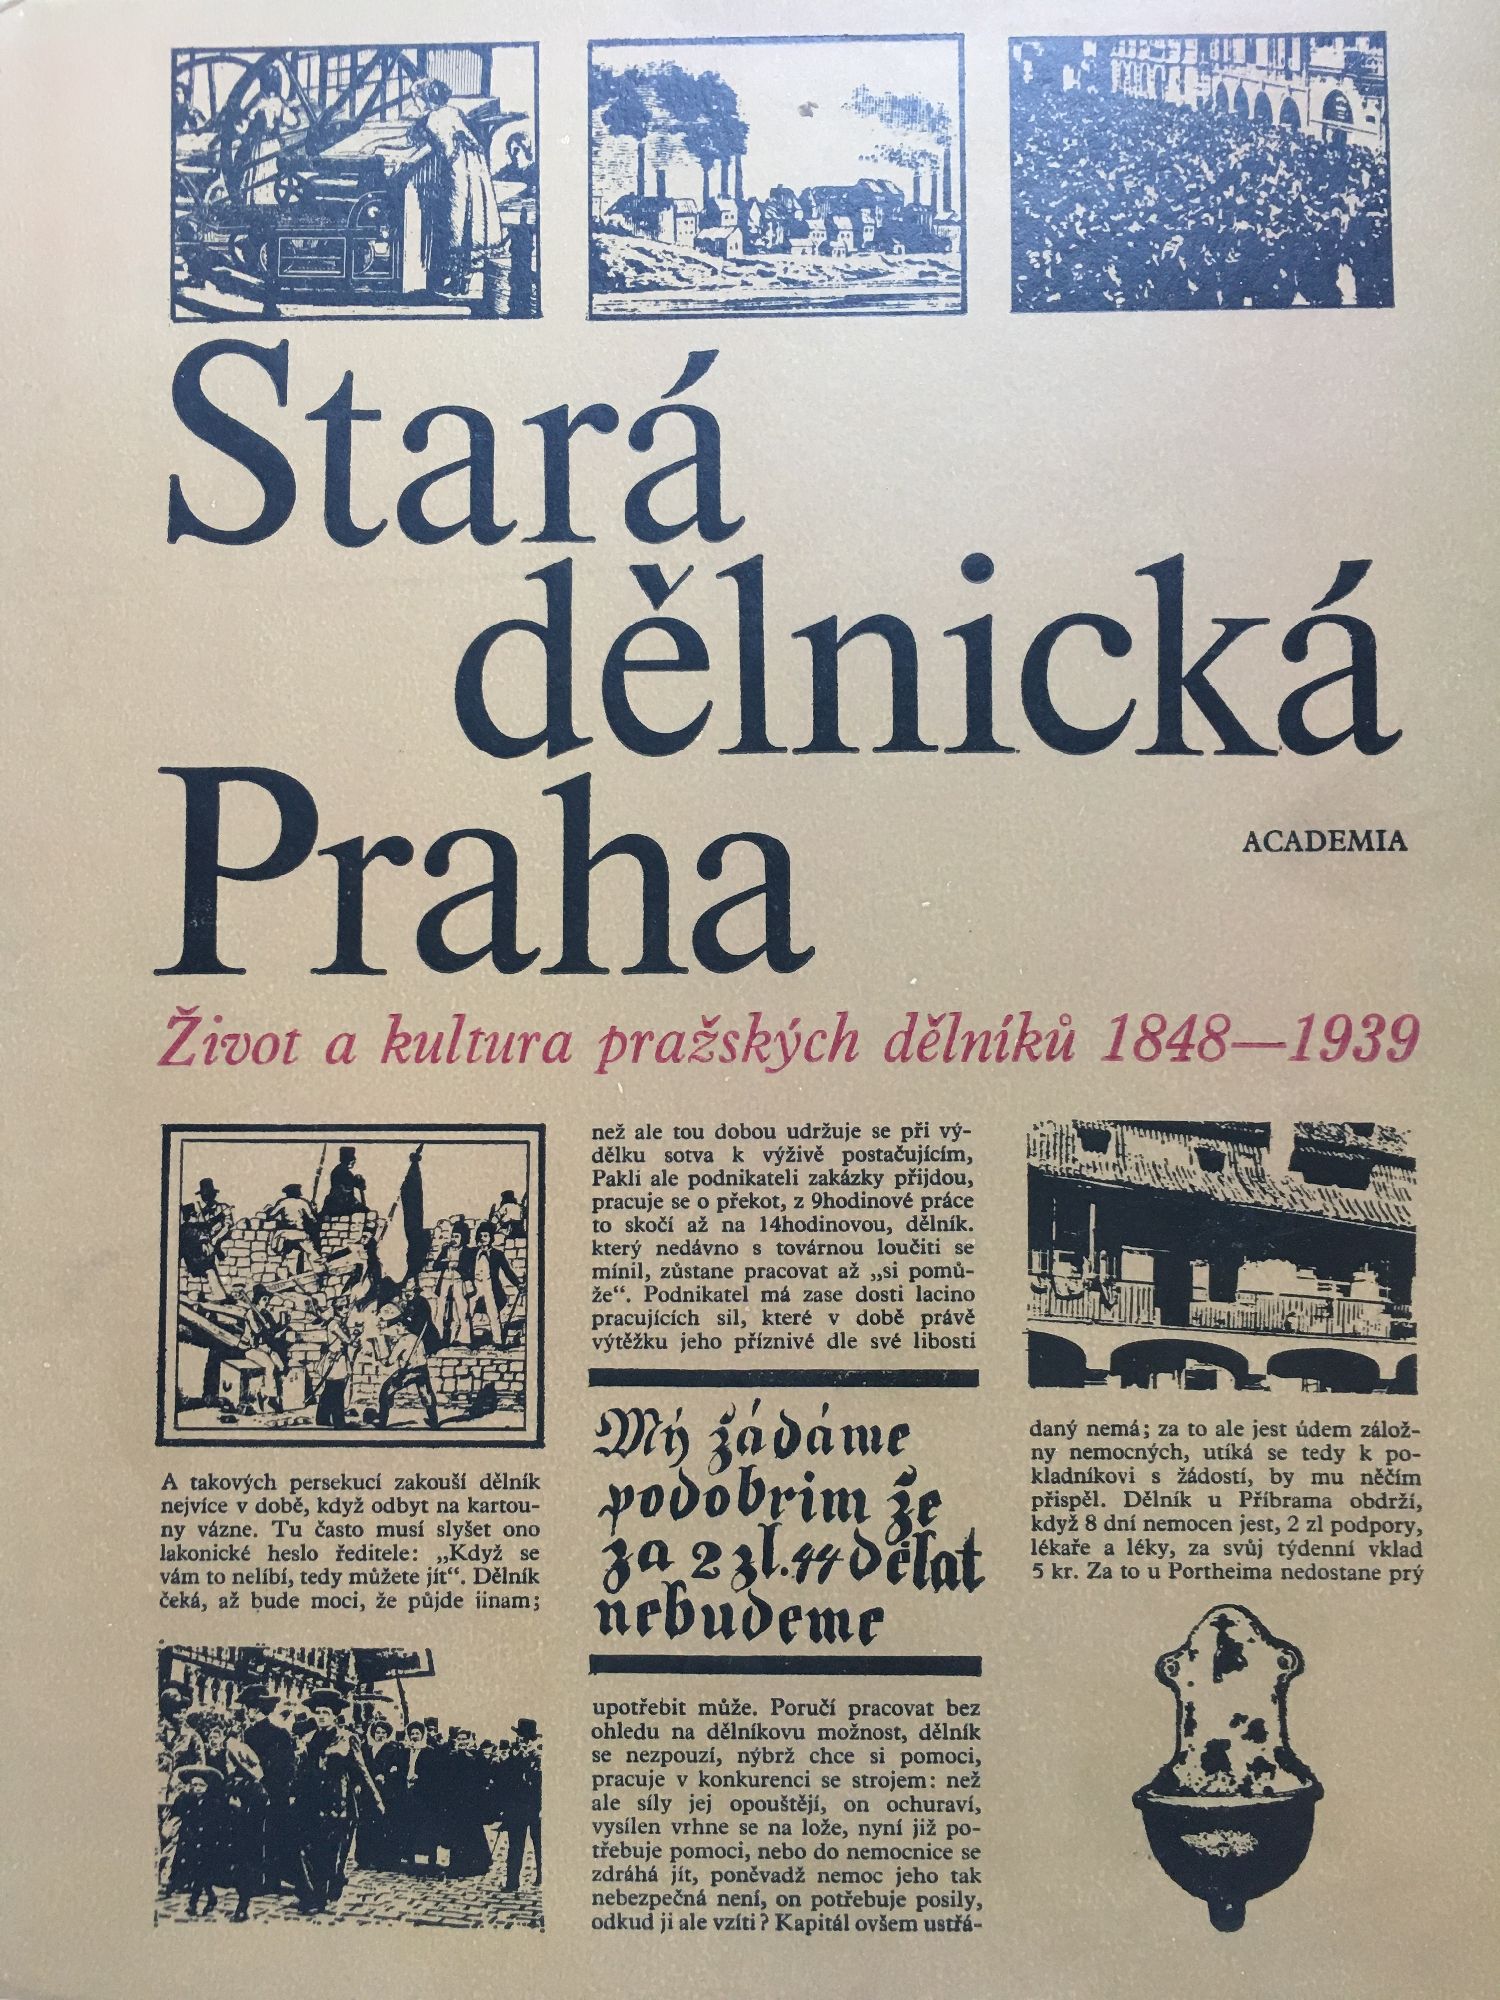 Stará
dělnická
Praha
ACADEMIA
Život a kultura pražských dělníků 1848—1939
A takových persekucí zakouší dělník
nejvíce v době, když odbyt na kartou-
ny vázne. Tu často musí slyšet ono
lakonické heslo ředitele: „Když se
vám to nelíbí, tedy můžete jít“. Dělník
čeká, až bude moci, že půjde jinam;
než ale tou dobou udržuje se při vý-
dělku sotva k výživě postačujícím,
Pakli ale podnikateli zakázky přijdou,
pracuje se o překot, z 9hodinové práce
to skočí až na 14hodinovou, dělník.
který nedávno s továrnou loučiti se
mínil, zůstane pracovat až „si pomů-
že“. Podnikatel má zase dosti lacino
pracujících sil, které v době právě
výtěžku jeho příznivé dle své libosti
Mý žádáme
podobrim že
za 2 zl. 44 dělat
nebudeme
upotřebit může. Poručí pracovat bez
ohledu na dělníkovu možnost, dělník
se nezpouzí, nýbrž chce si pomoci,
pracuje v konkurenci se strojem: než
ale síly jej opouštějí, on ochuraví,
vysílen vrhne se na lože, nyní již po-
třebuje pomoci, nebo do nemocnice se
zdráhá jít, poněvadž nemoc jeho tak
nebezpečná není, on potřebuje posily,
odkud ji ale vzíti? Kapitál ovšem ustřá-
daný nemá; za to ale jest údem zálož-
ny nemocných, utíká se tedy k po-
kladníkovi s žádostí, by mu něčím
přispěl. Dělník u Příbrama obdrží,
když 8 dní nemocen jest, 2 zl podpory,
lékaře a léky, za svůj týdenní vklad
5 kr. Za to u Portheima nedostane prý